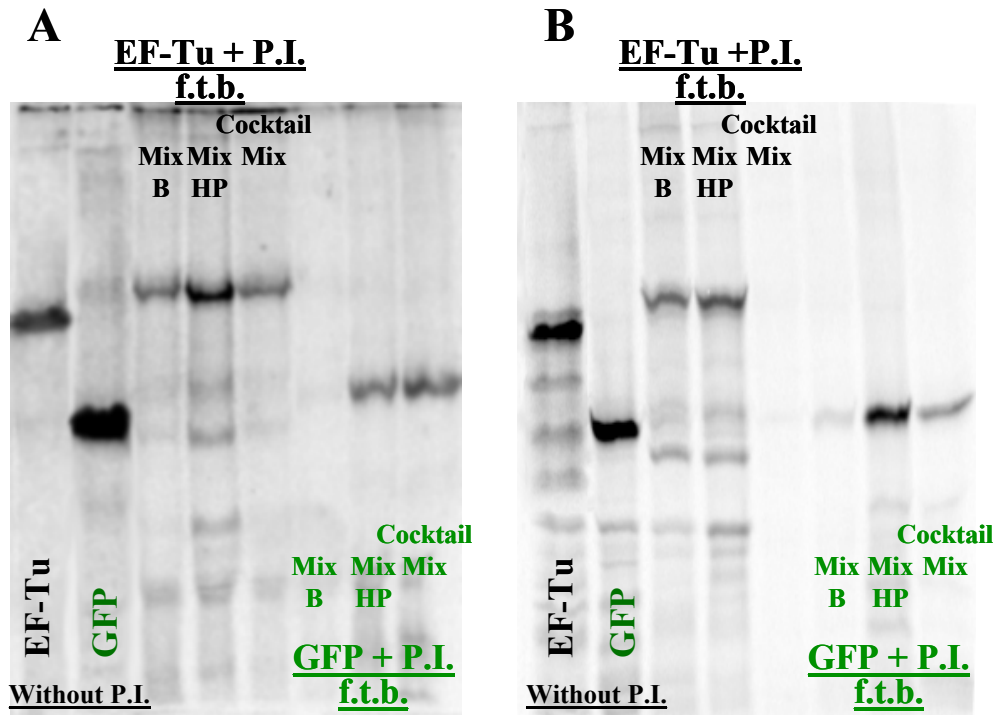 A
EF-Tu + P.I.
f.t.b.
Cocktail
Mix Mix Mix
B HP
EF-Tu
GFP
Without P.I.
Cocktail
Mix Mix Mix
B HP
GFP + P.I.
f.t.b.
B
EF-Tu +P.I.
f.t.b.
Cocktail
Mix Mix Mix
B HP
EF-Tu
GFP
Without P.I.
Cocktail
Mix Mix Mix
B HP
GFP + P.I.
f.t.b.